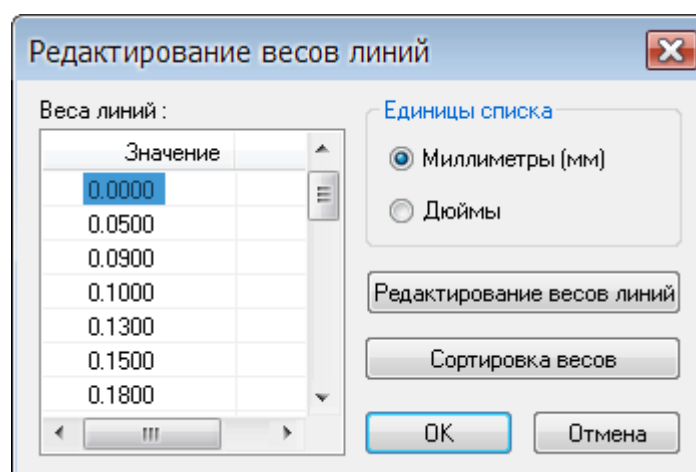 Редактирование весов линий
Веса линий :
Значение
0.0000
0.0500
0.0900
0.1000
0.1300
0.1500
0.1800
Единицы списка
Миллиметры (мм)
Дюймы
Редактирование весов линий
Сортировка весов
ОК
Отмена